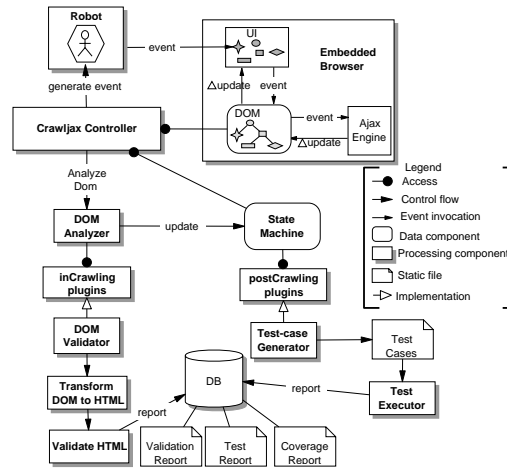 Robot
event
UI
Embedded
Browser
generate event
△update
event
Crawljax Controller
DOM
event
△update
Ajax
Engine
Analyze
Dom
Legend
Access
Control flow
Event invocation
Data component
Processing component
Static file
Implementation
DOM
Analyzer
update
State
Machine
inCrawling
plugins
postCrawling
plugins
DOM
Validator
Test-case
Generator
Test
Cases
Transform
DOM to HTML
DB
report
Test
Executor
report
Validate HTML
Validation
Report
Test
Report
Coverage
Report